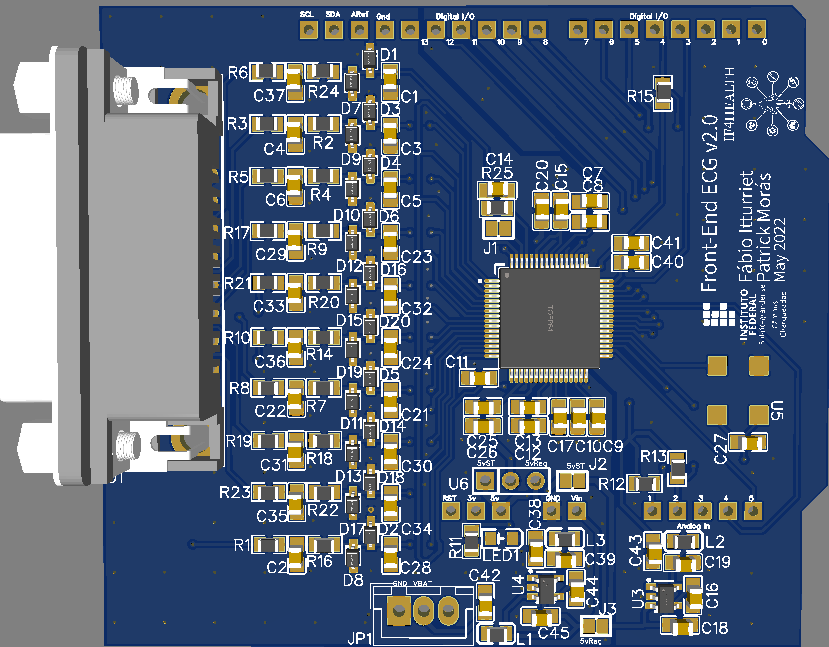 SCL SDA ARef Gnd Digital I/O Digital I/O
13 12 11 10 9 8 7 6 5 4 3 2 1 0
D1
R6 C37 R24 C1
D7 D3
R3 C4 R2 C3
D9 D4
R5 C6 R4 C5
D10 D6
R17 C29 R9 C23
D12 D16
R21 C33 R20 C32
D15 D20
R10 C36 R14 C24
D19 D5
R8 C22 R7 C21
D11 D14
R19 C31 R18 C30
D13 D18
R23 C35 R22 C34
D17 D2
R1 C2 R16 C28
D8
R15
C14
R25
J1
C20
C15
C7
C8
C41
C40
TQFP64
C11
C25
C26
C13
C12
C17 C10 C9
5vST 5vReg
U6
5vST
J2
R12
R13
C27
U5
RST 3v 5v
GND Vin
1 2 3 4 5
Analog In
R11
LED1
C38
L3
C39
U4
C44
C45
C42
L1
J3
5vReg
C43
L2
C19
U3
C16
C18
GND VBAT
JP1
IT4HEALTH
Front-End ECG v2.0
Fábio Itturriet
Patrick Morás
May 2022
INSTITUTO
FEDERAL